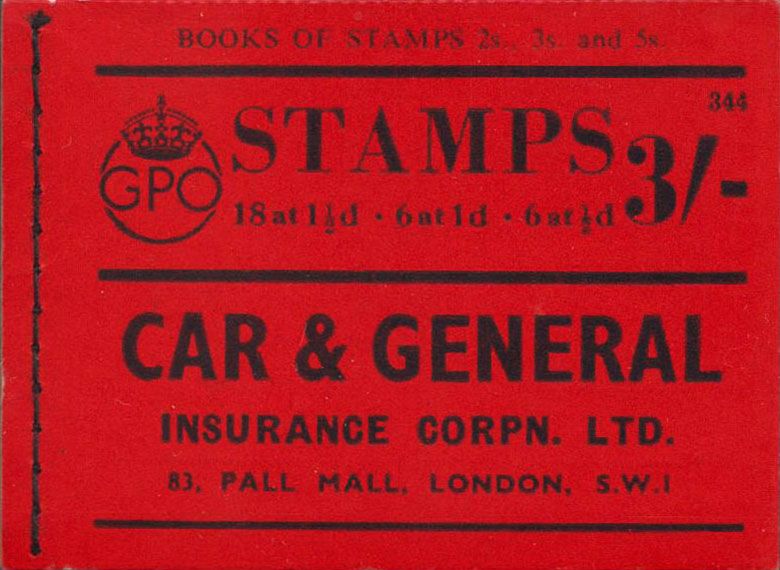 BOOKS OF STAMPS 2s., 3s. and 5s.
344
GPO
STAMPS 3/-
18 at 1½d · 6 at 1d · 6 at ½d
CAR & GENERAL
INSURANCE CORPN. LTD.
83, PALL MALL, LONDON, S.W.1